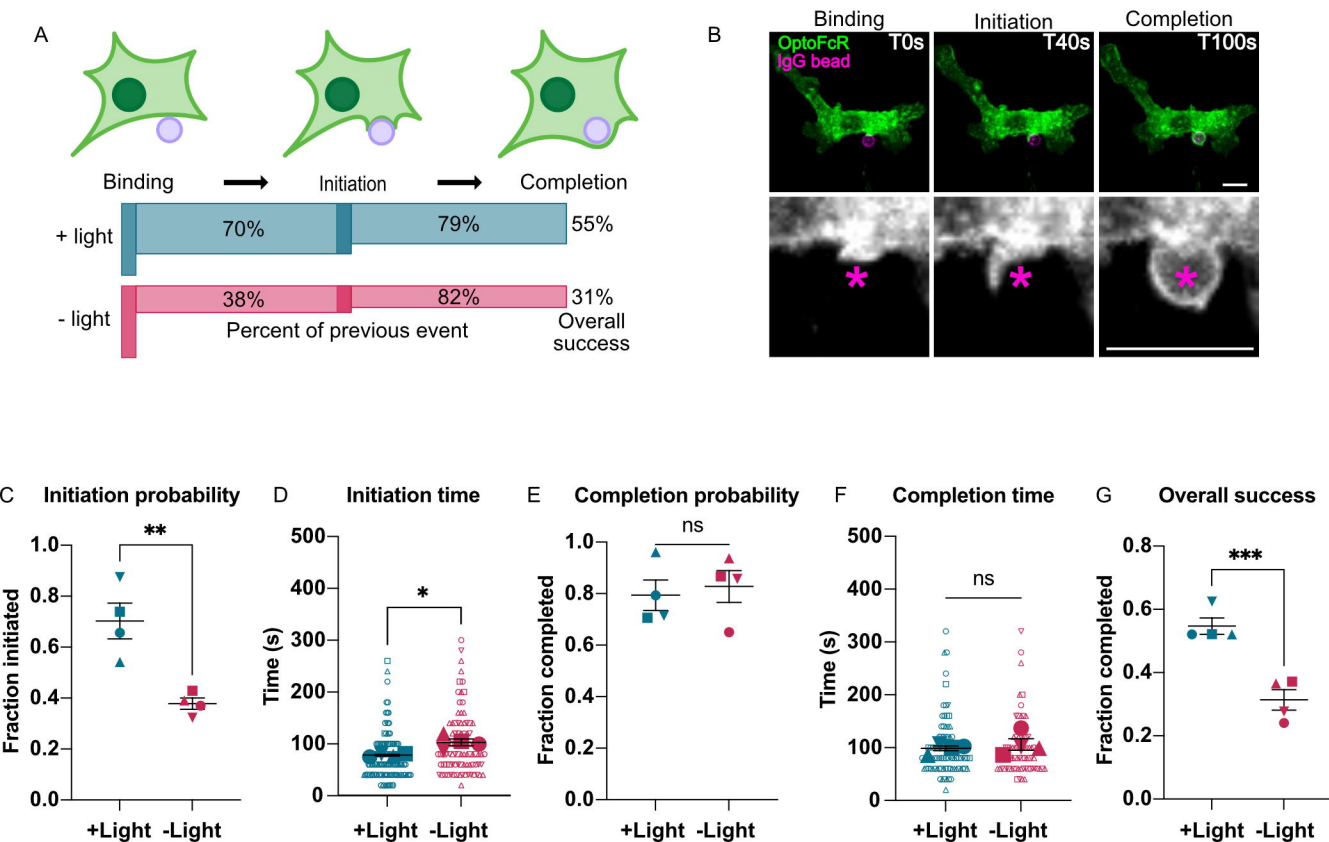 A
Binding
Initiation
Completion
+ light
70%
79%
55%
- light
38%
82%
31%
Percent of previous event
Overall
success
B
Binding
Initiation
Completion
OptoFcR
IgG bead
T0s
T40s
T100s
*
*
*
C
Initiation probability
**
Fraction initiated
1.0
0.8
0.6
0.4
0.2
0.0
+Light
-Light
D
Initiation time
*
Time (s)
500
400
300
200
100
0
+Light
-Light
E
Completion probability
ns
Fraction completed
1.0
0.8
0.6
0.4
0.2
0.0
+Light
-Light
F
Completion time
ns
Time (s)
500
400
300
200
100
0
+Light
-Light
G
Overall success
***
Fraction completed
0.8
0.6
0.4
0.2
0.0
+Light
-Light